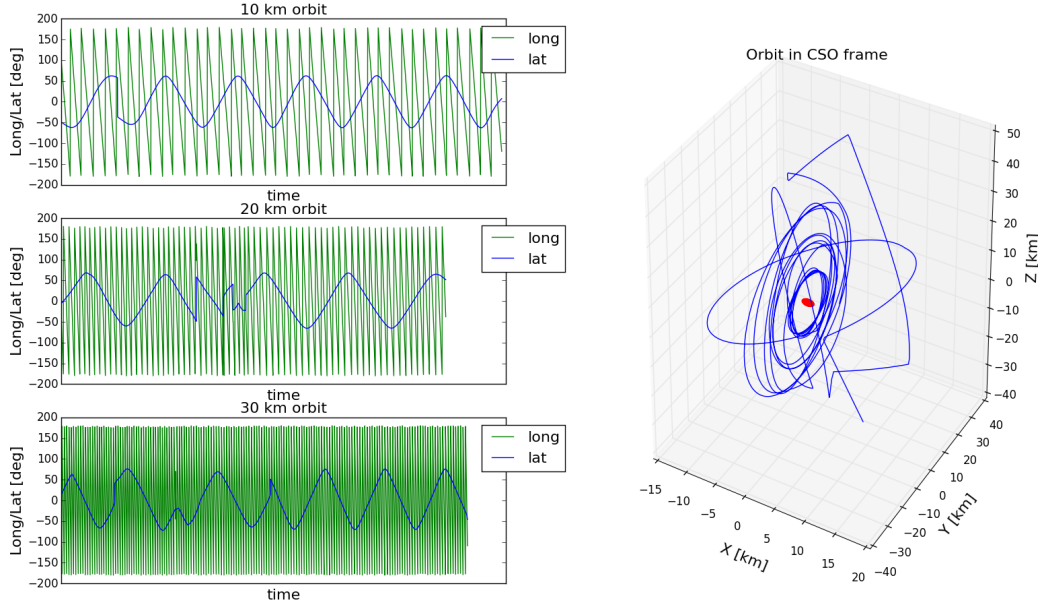 10 km orbit
200
150
100
50
0
−50
−100
−150
−200
Long/Lat [deg]
long
lat
time
20 km orbit
200
150
100
50
0
−50
−100
−150
−200
Long/Lat [deg]
long
lat
time
30 km orbit
200
150
100
50
0
−50
−100
−150
−200
Long/Lat [deg]
long
lat
time
Orbit in CSO frame
50
40
30
20
10
0
−10
−20
−30
−40
Z [km]
−15
−10
−5
0
5
10
15
20
X [km]
−40
−30
−20
−10
0
10
20
30
40
Y [km]